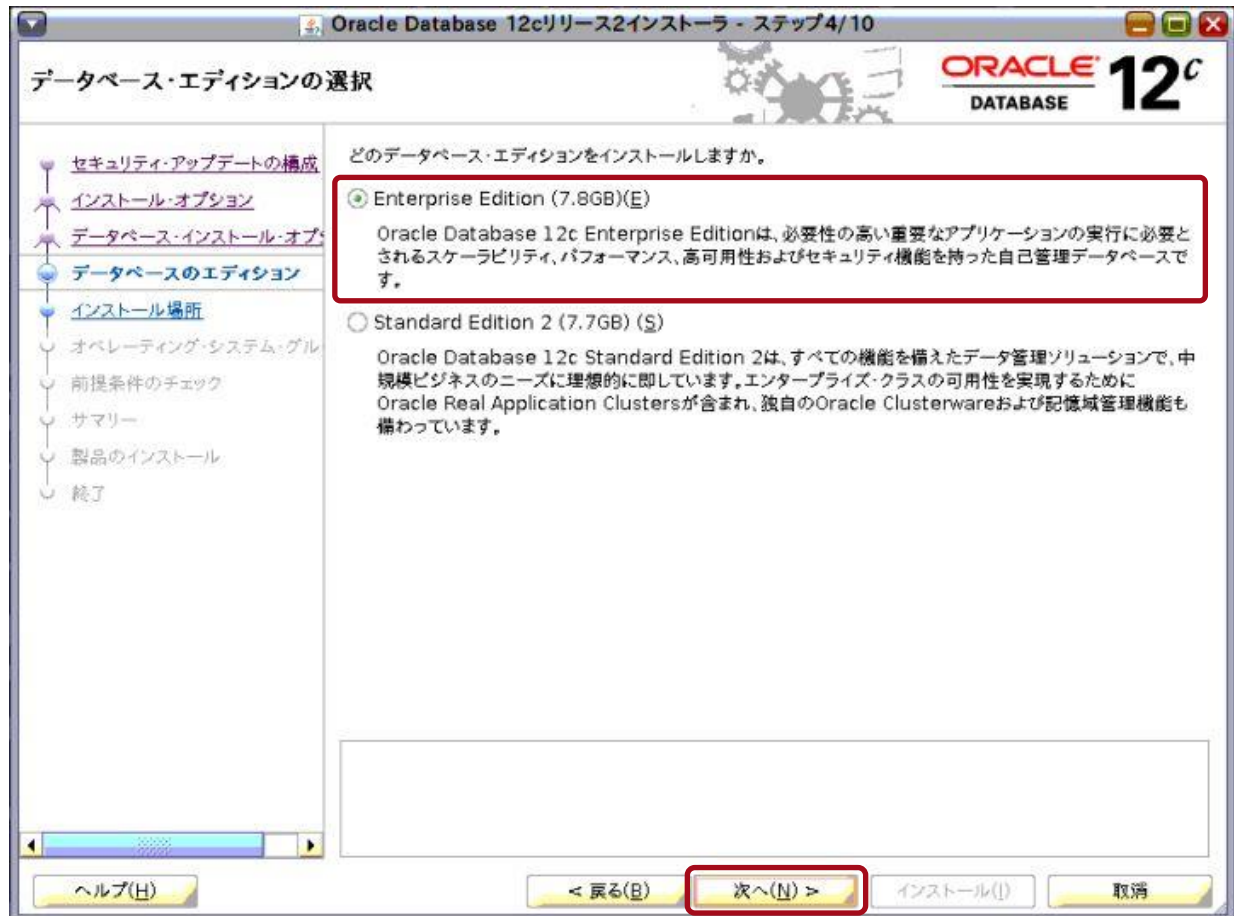 Oracle Database 12cリリース2インストーラ - ステップ4/10
データベース・エディションの選択
ORACLE
DATABASE
12c
セキュリティ・アップデートの構成
インストール・オプション
データベース・インストール・オプ
データベースのエディション
インストール場所
オペレーティング・システム・グル
前提条件のチェック
サマリー
製品のインストール
終了
どのデータベース・エディションをインストールしますか。
Enterprise Edition (7.8GB)(E)
Oracle Database 12c Enterprise Editionは、必要性の高い重要なアプリケーションの実行に必要と
されるスケーラビリティ、パフォーマンス、高可用性およびセキュリティ機能を持った自己管理データベースで
す。
Standard Edition 2 (7.7GB) (S)
Oracle Database 12c Standard Edition 2は、すべての機能を備えたデータ管理ソリューションで、中
規模ビジネスのニーズに理想的に即しています。エンタープライズ・クラスの可用性を実現するために
Oracle Real Application Clustersが含まれ、独自のOracle Clusterwareおよび記憶域管理機能も
備わっています。
ヘルプ(H)
< 戻る(B)
次へ(N) >
インストール(I)
取消